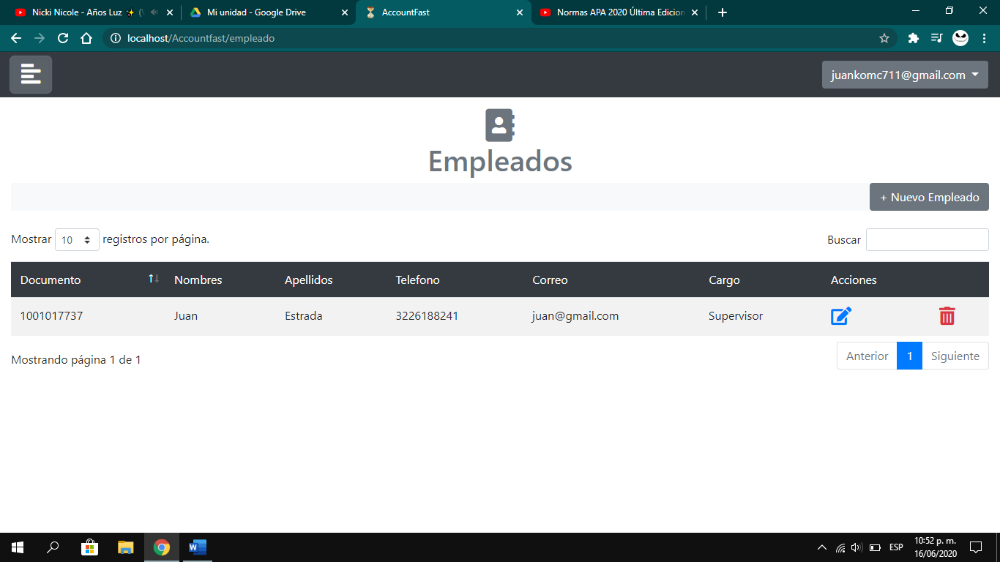 Nicki Nicole - Años Luz ✨ (
Mi unidad - Google Drive
AccountFast
Normas APA 2020 Última Edicion
localhost/Accountfast/empleado
juankomc711@gmail.com
Empleados
+ Nuevo Empleado
Mostrar 10 registros por página.
Buscar
Documento Nombres Apellidos Telefono Correo Cargo Acciones
1001017737 Juan Estrada 3226188241 juan@gmail.com Supervisor
Mostrando página 1 de 1
Anterior 1 Siguiente
ESP
10:52 p. m.
16/06/2020